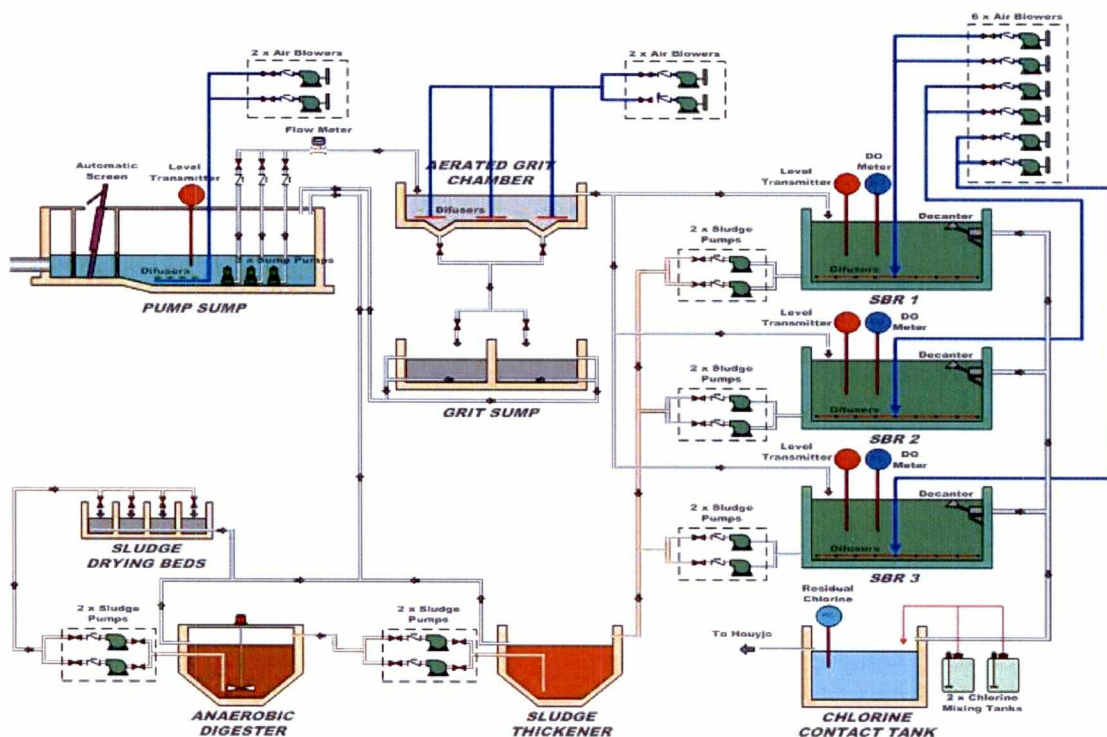 6 x Air Blowers
2 x Air Blowers
2 x Air Blowers
Flow Meter
Automatic
Screen
Level
Transmitter
AERATED GRIT
CHAMBER
Difusers
Difusers
3 x Sump Pumps
PUMP SUMP
GRIT SUMP
Level
Transmitter
DO
Meter
Decanter
2 x Sludge
Pumps
Difusers
SBR 1
Level
Transmitter
DO
Meter
Decanter
2 x Sludge
Pumps
Difusers
SBR 2
Level
Transmitter
DO
Meter
Decanter
2 x Sludge
Pumps
Difusers
SBR 3
SLUDGE
DRYING BEDS
2 x Sludge
Pumps
2 x Sludge
Pumps
ANAEROBIC
DIGESTER
SLUDGE
THICKENER
Residual
Chlorine
To Houyjo
2 x Chlorine
Mixing Tanks
CHLORINE
CONTACT TANK